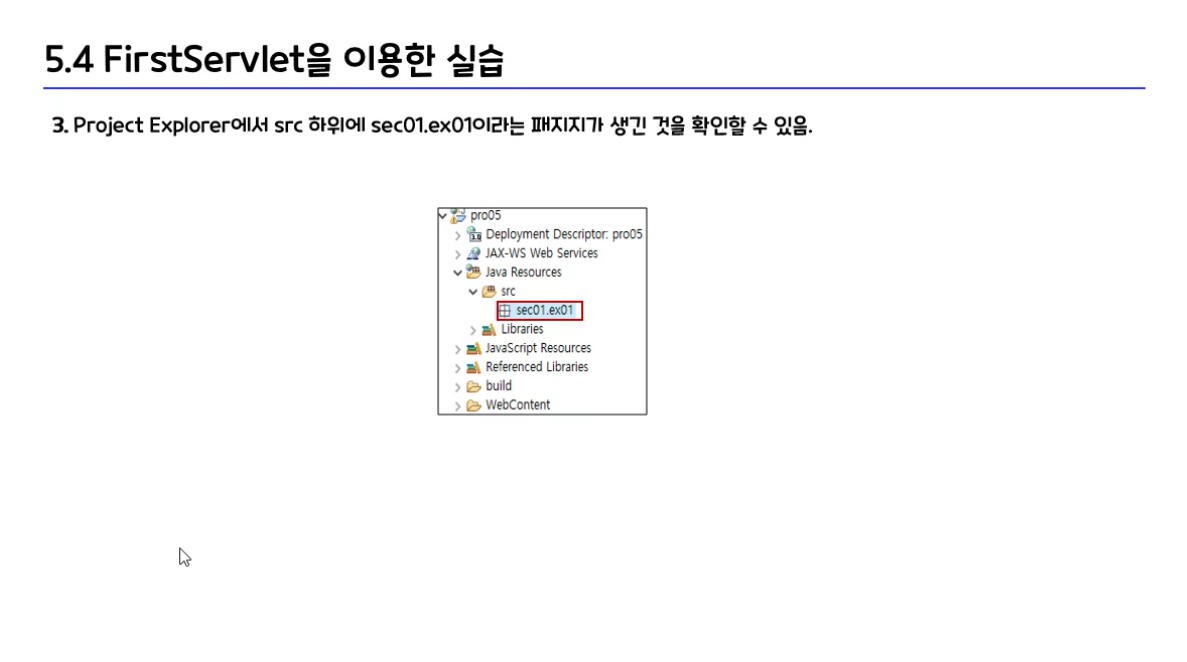 5.4 FirstServlet을 이용한 실습
3. Project Explorer에서 src 하위에 sec01.ex01이라는 패지지가 생긴 것을 확인할 수 있음.
pro05
Deployment Descriptor: pro05
JAX-WS Web Services
Java Resources
src
sec01.ex01
Libraries
JavaScript Resources
Referenced Libraries
build
WebContent